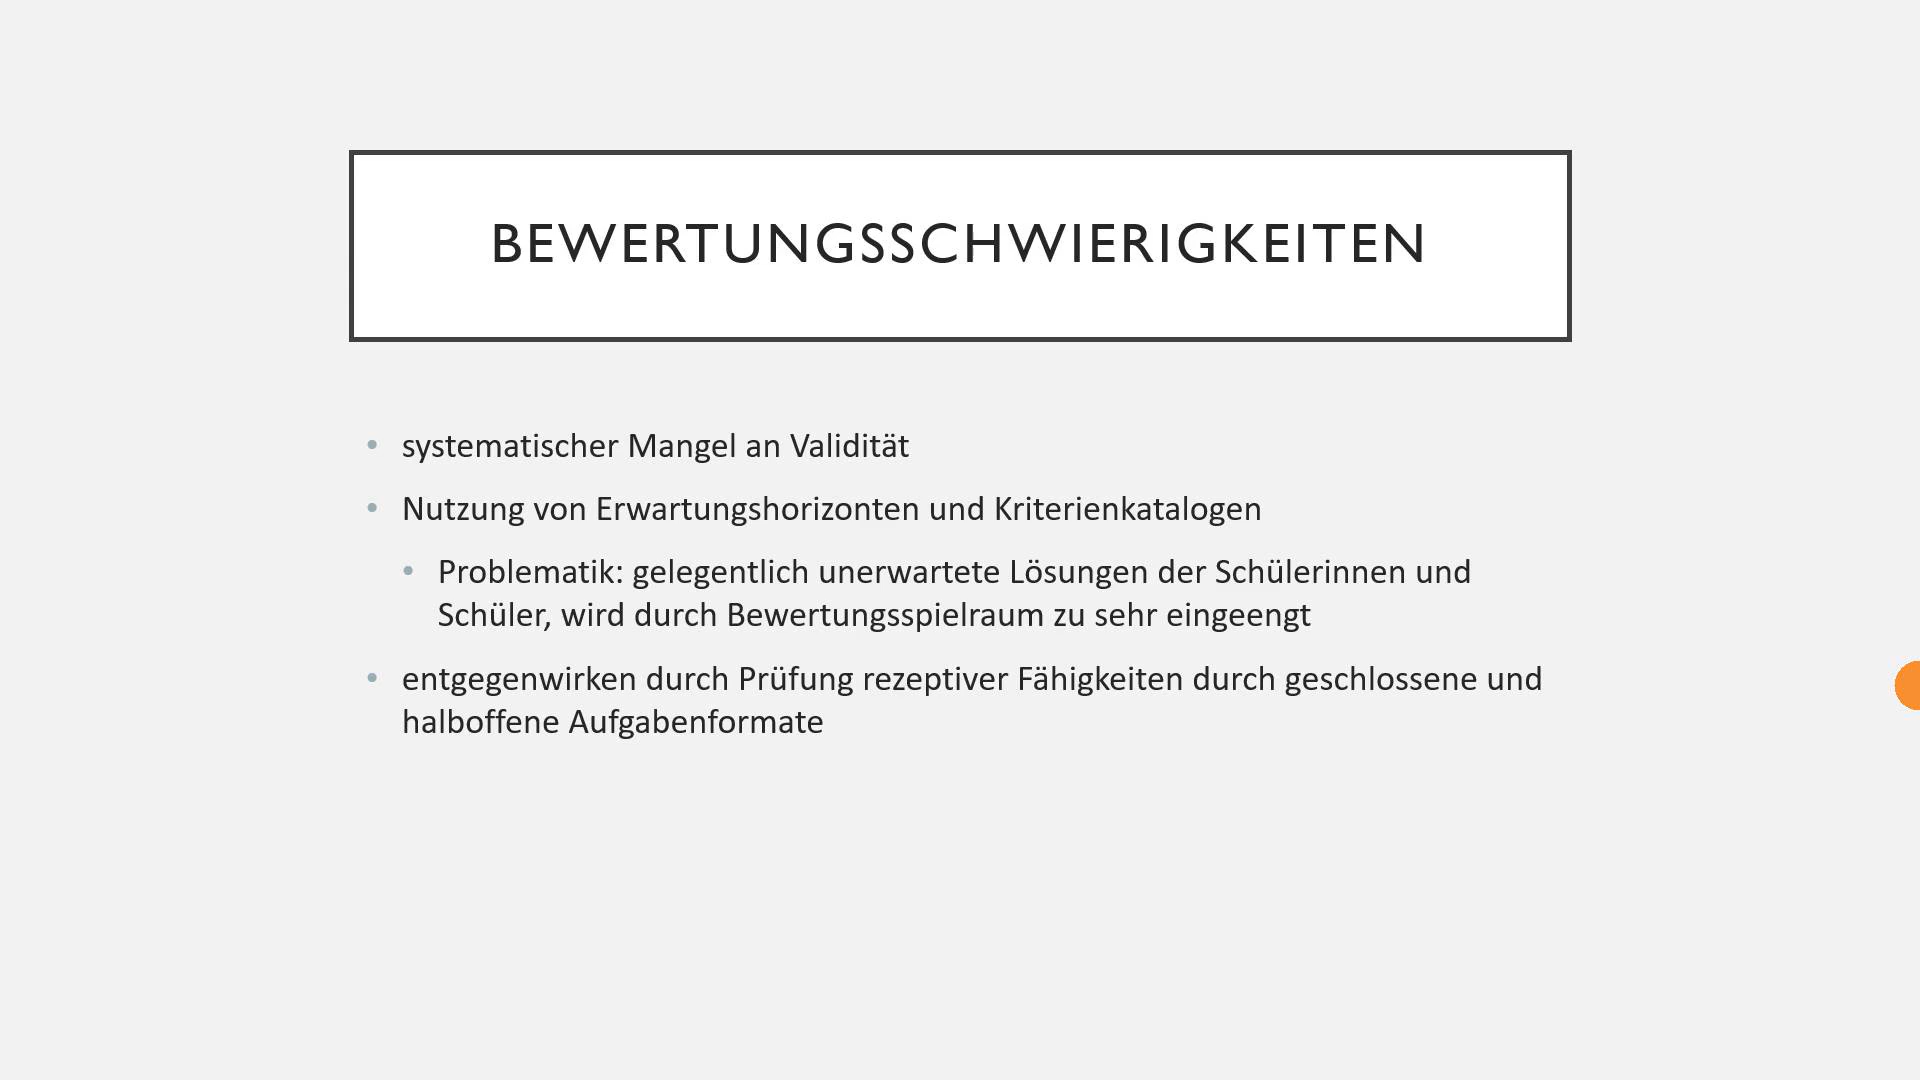 BEWERTUNGSSCHWIERIGKEITEN
• systematischer Mangel an Validität
• Nutzung von Erwartungshorizonten und Kriterienkatalogen
• Problematik: gelegentlich unerwartete Lösungen der Schülerinnen und
Schüler, wird durch Bewertungsspielraum zu sehr eingeengt
• entgegenwirken durch Prüfung rezeptiver Fähigkeiten durch geschlossene und
halboffene Aufgabenformate